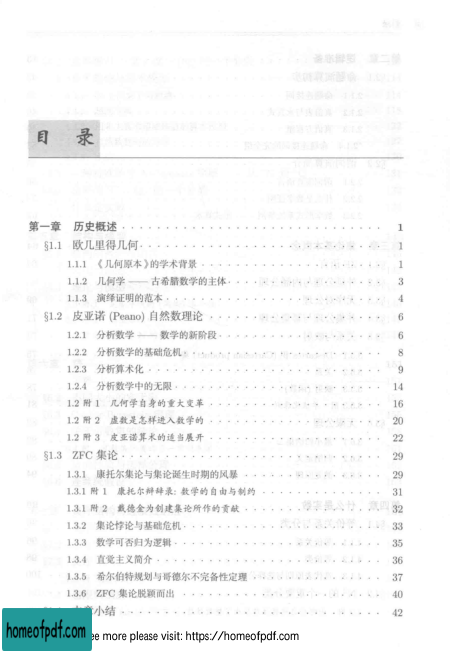 目 录
第一章 历史概述 1
§1.1 欧几里得几何 1
1.1.1 《几何原本》的学术背景 1
1.1.2 几何学 —— 古希腊数学的主体 3
1.1.3 演绎证明的范本 4
§1.2 皮亚诺 (Peano) 自然数理论 6
1.2.1 分析数学 —— 数学的新阶段 6
1.2.2 分析数学的基础危机 8
1.2.3 分析算术化 9
1.2.4 分析数学中的无限 14
1.2 附 1 几何学自身的重大变革 16
1.2 附 2 虚数是怎样进入数学的 20
1.2 附 3 皮亚诺算术的适当展开 22
§1.3 ZFC 集论 29
1.3.1 康托尔集论与集论诞生时期的风暴 29
1.3.1 附 1 康托尔辩辞录: 数学的自由与制约 31
1.3.1 附 2 戴德金为创建集论所作的贡献 32
1.3.2 集论悖论与基础危机 33
1.3.3 数学可否归为逻辑 35
1.3.4 直觉主义简介 36
1.3.5 希尔伯特规划与哥德尔不完备性定理 37
1.3.6 ZFC 集论脱颖而出 40
小结 42
homeofpdf.com
ee more please visit: https://homeofpdf.com